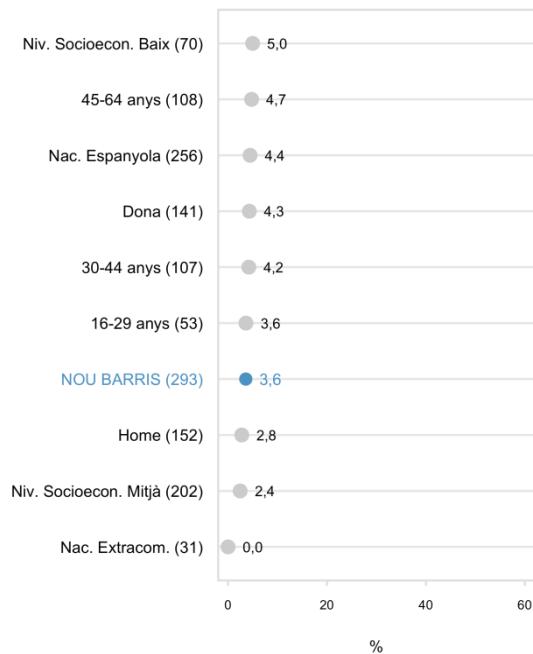 Niv. Socioecon. Baix (70) 5,0
45-64 anys (108) 4,7
Nac. Espanyola (256) 4,4
Dona (141) 4,3
30-44 anys (107) 4,2
16-29 anys (53) 3,6
NOU BARRIS (293) 3,6
Home (152) 2,8
Niv. Socioecon. Mitjà (202) 2,4
Nac. Extracom. (31) 0,0
0 20 40 60
%